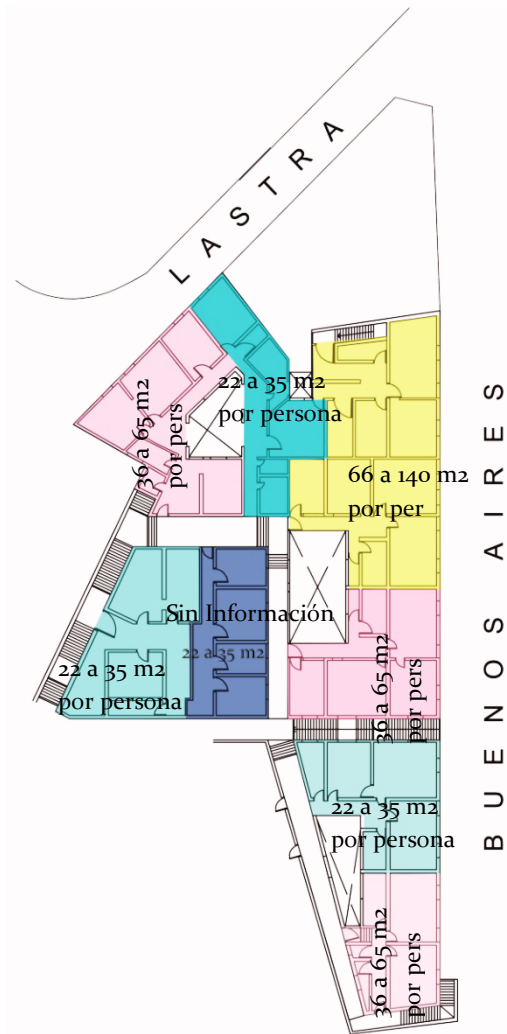 LASTRA
22 a 35 m2
por persona
36 a 65 m2
por pers
66 a 140 m2
por per
BUENOS AIRES
Sin Información
22 a 35 m2
22 a 35 m2
por persona
36 a 65 m2
por pers
22 a 35 m2
por persona
36 a 65 m2
por pers